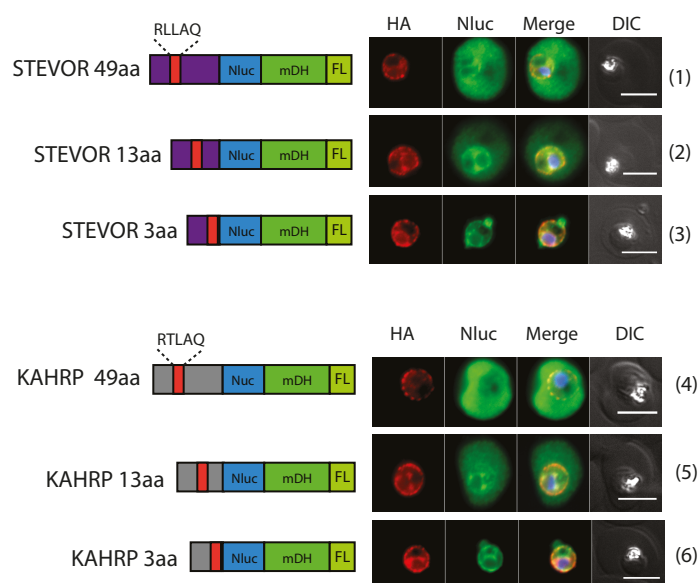 RLLAQ
HA Nluc Merge DIC
STEVOR 49aa Nluc mDH FL (1)
STEVOR 13aa Nluc mDH FL (2)
STEVOR 3aa Nluc mDH FL (3)
RTLAQ
HA Nluc Merge DIC
KAHRP 49aa Nuc mDH FL (4)
KAHRP 13aa Nluc mDH FL (5)
KAHRP 3aa Nluc mDH FL (6)